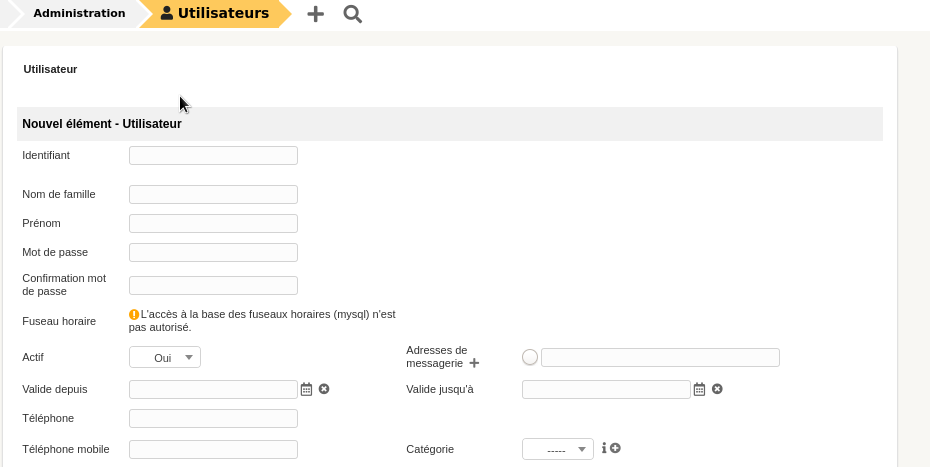 Administration Utilisateurs
Utilisateur
Nouvel élément - Utilisateur
Identifiant
Nom de famille
Prénom
Mot de passe
Confirmation mot
de passe
Fuseau horaire
L'accès à la base des fuseaux horaires (mysql) n'est
pas autorisé.
Actif Oui
Adresses de
messagerie
Valide depuis Valide jusqu'à
Téléphone
Téléphone mobile Catégorie -----